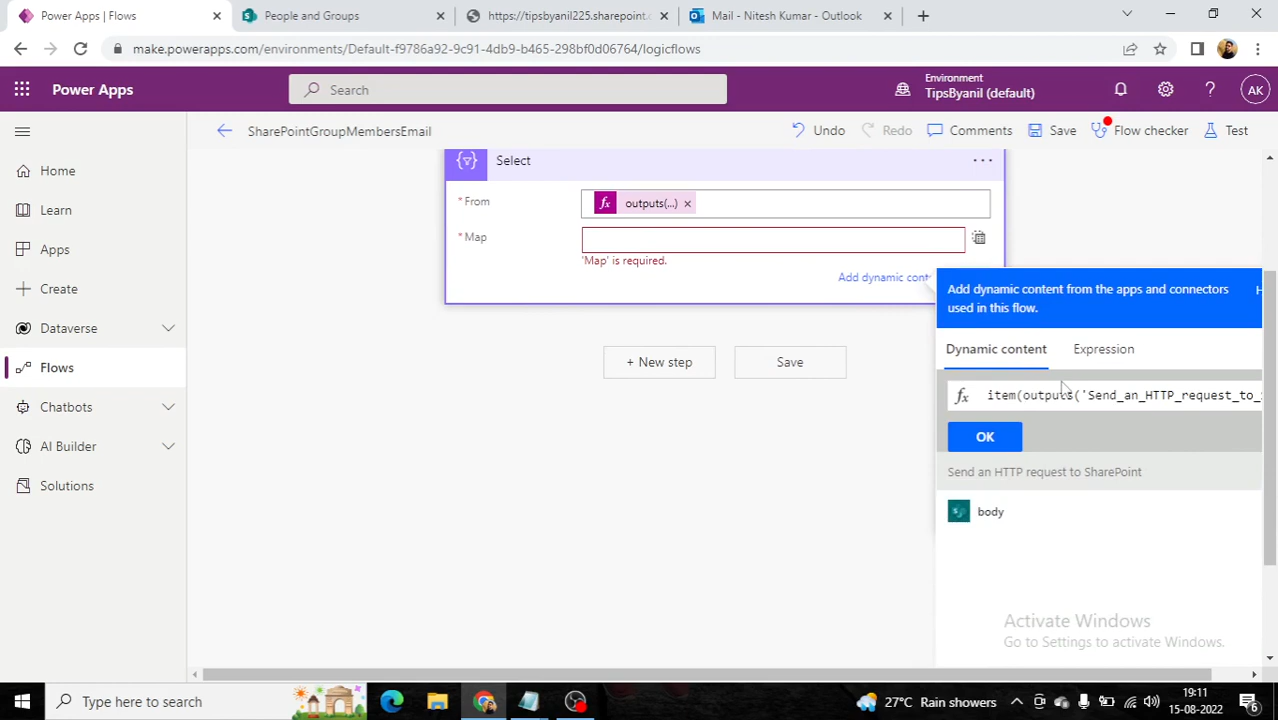 Power Apps | Flows
People and Groups
https://tipsbyanil225.sharepoint.
Mail - Nitesh Kumar - Outlook
make.powerapps.com/environments/Default-f9786a92-9c91-4db9-b465-298bf0d06764/logicflows
Power Apps
Search
Environment
TipsByanil (default)
AK
SharePointGroupMembersEmail
Undo
Redo
Comments
Save
Flow checker
Test
Home
Learn
Apps
Create
Dataverse
Flows
Chatbots
AI Builder
Solutions
Select
* From
fx outputs(...) ×
* Map
'Map' is required.
Add dynamic cont
+ New step
Save
Add dynamic content from the apps and connectors
used in this flow.
H
Dynamic content
Expression
fx item(outputs('Send_an_HTTP_request_to_
OK
Send an HTTP request to SharePoint
body
Activate Windows
Go to Settings to activate Windows.
Type here to search
27°C Rain showers
19:11
15-08-2022
6